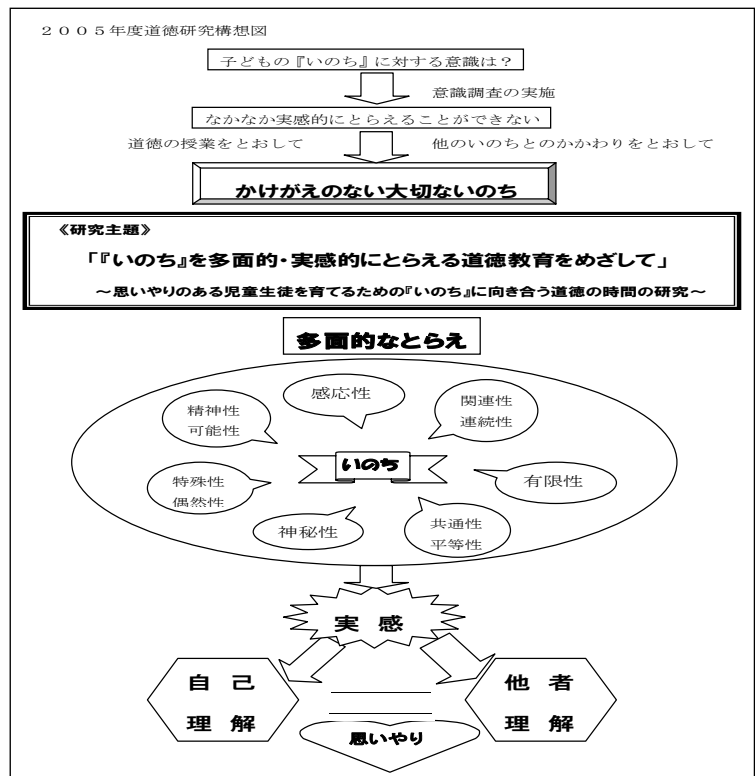 ２００５年度道徳研究構想図
子どもの『いのち』に対する意識は？
意識調査の実施
なかなか実感的にとらえることができない
道徳の授業をとおして
他のいのちとのかかわりをとおして
かけがえのない大切ないのち
《研究主題》
「『いのち』を多面的・実感的にとらえる道徳教育をめざして」
～思いやりのある児童生徒を育てるための『いのち』に向き合う道徳の時間の研究～
多面的なとらえ
感応性
精神性
可能性
関連性
連続性
いのち
特殊性
偶然性
有限性
神秘性
共通性
平等性
実 感
自 己
理 解
他 者
理 解
思いやり